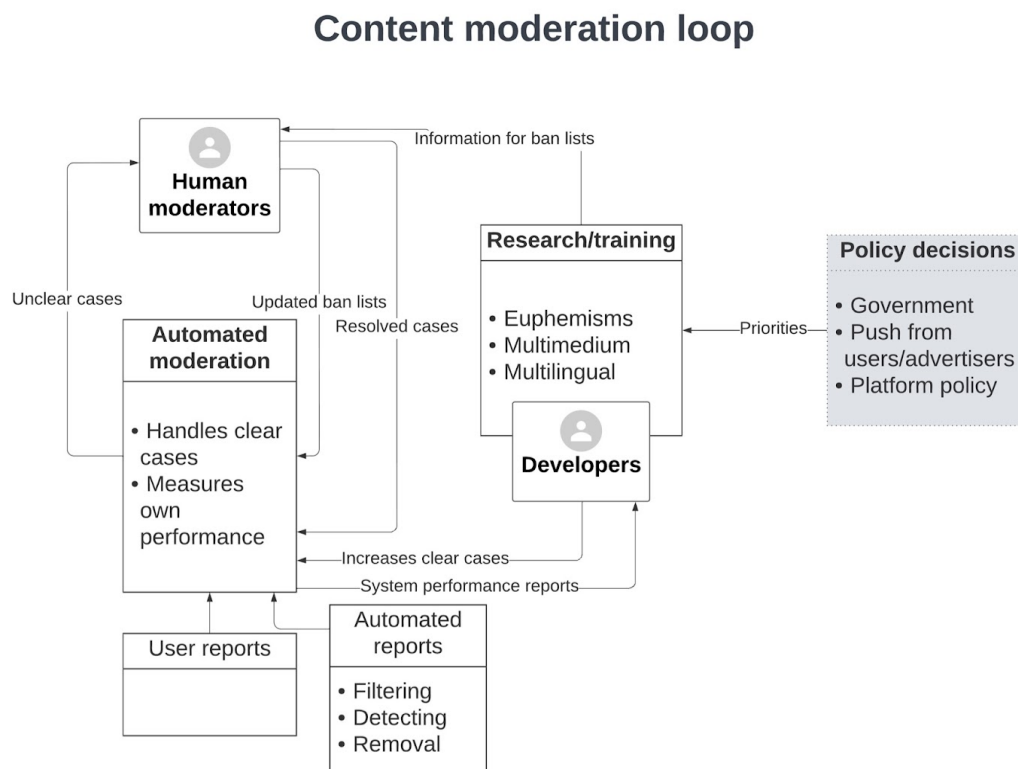 Content moderation loop
Information for ban lists
Human
moderators
Research/training
• Euphemisms
• Multimedium
• Multilingual
Developers
Policy decisions
• Government
• Push from
users/advertisers
• Platform policy
Priorities
Unclear cases
Updated ban lists
Resolved cases
Automated
moderation
• Handles clear
cases
• Measures
own
performance
Increases clear cases
System performance reports
User reports
Automated
reports
• Filtering
• Detecting
• Removal